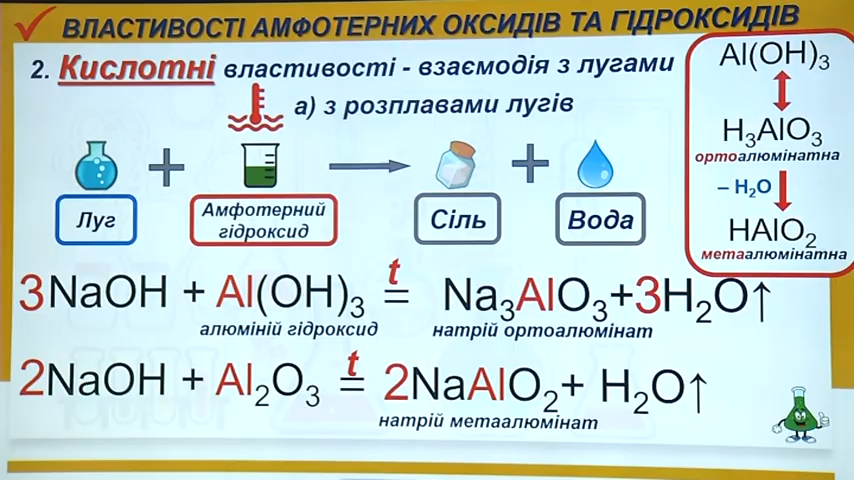 ВЛАСТИВОСТІ АМФОТЕРНИХ ОКСИДІВ ТА ГІДРОКСИДІВ
2. Кислотні властивості - взаємодія з лугами
а) з розплавами лугів
Луг + Амфотерний гідроксид → Сіль + Вода
Al(OH)₃
H₃AlO₃
ортоалюмінатна
– H₂O
HAlO₂
метаалюмінатна
t
3NaOH + Al(OH)₃ = Na₃AlO₃+3H₂O↑
алюміній гідроксид натрій ортоалюмінат
t
2NaOH + Al₂O₃ = 2NaAlO₂+ H₂O↑
натрій метаалюмінат